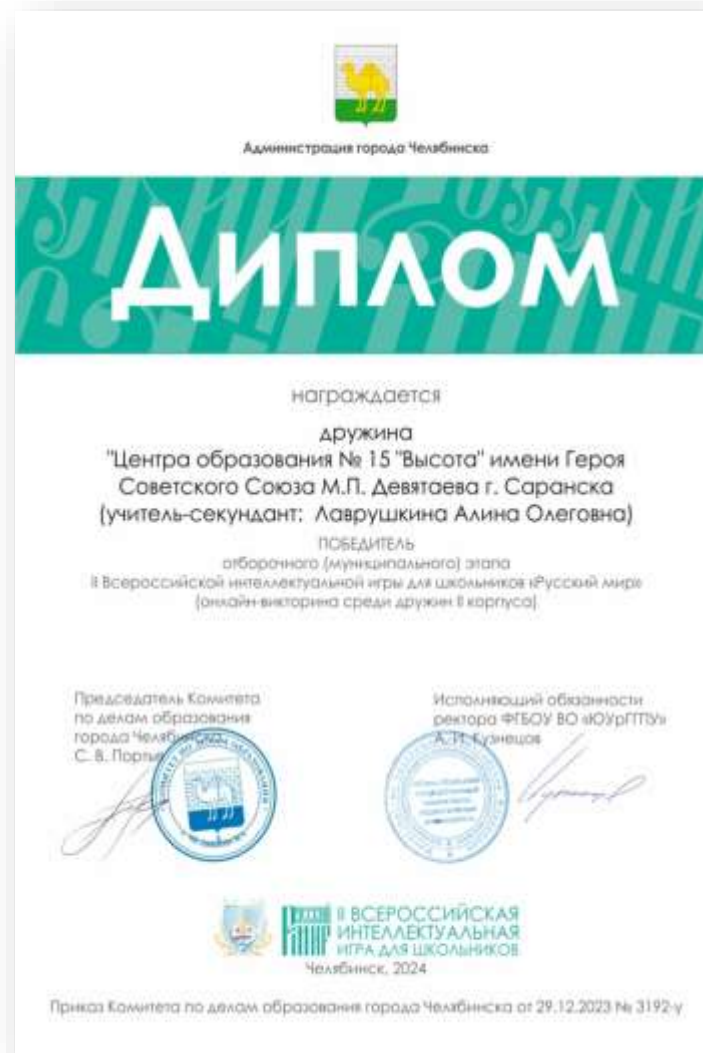 Администрация города Челябинска
Диплом
награждается
дружина
"Центра образования № 15 "Высота" имени Героя
Советского Союза М.П. Девятаева г. Саранска
(учитель-секундант: Лаврушкина Алина Олеговна)
ПОБЕДИТЕЛЬ
отборочного (муниципального) этапа
II Всероссийской интеллектуальной игры для школьников «Русский мир»
(онлайн-викторина среди дружин II корпуса)
Председатель Комитета
по делам образования
города Челябинска
С. В. Портье
Исполняющий обязанности
ректора ФГБОУ ВО «ЮУрГГПУ»
А. И. Кузнецов
II ВСЕРОССИЙСКАЯ
ИНТЕЛЛЕКТУАЛЬНАЯ
ИГРА ДЛЯ ШКОЛЬНИКОВ
Челябинск, 2024
Приказ Комитета по делам образования города Челябинска от 29.12.2023 № 3192-у